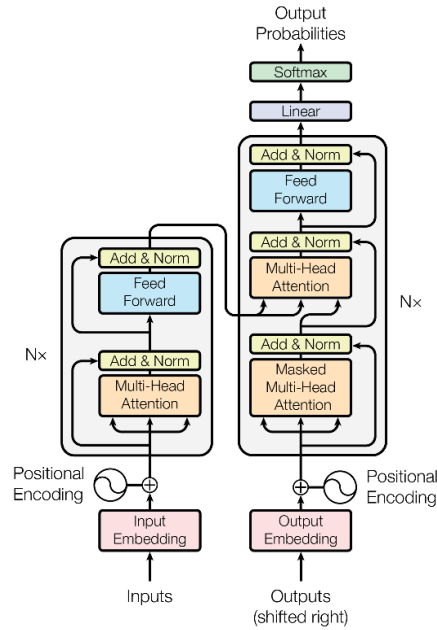 Output
Probabilities
Softmax
Linear
Add & Norm
Feed
Forward
Add & Norm
Multi-Head
Attention
Nx
Add & Norm
Masked
Multi-Head
Attention
Add & Norm
Feed
Forward
Nx
Add & Norm
Multi-Head
Attention
Positional
Encoding
Positional
Encoding
Input
Embedding
Output
Embedding
Inputs
Outputs
(shifted right)